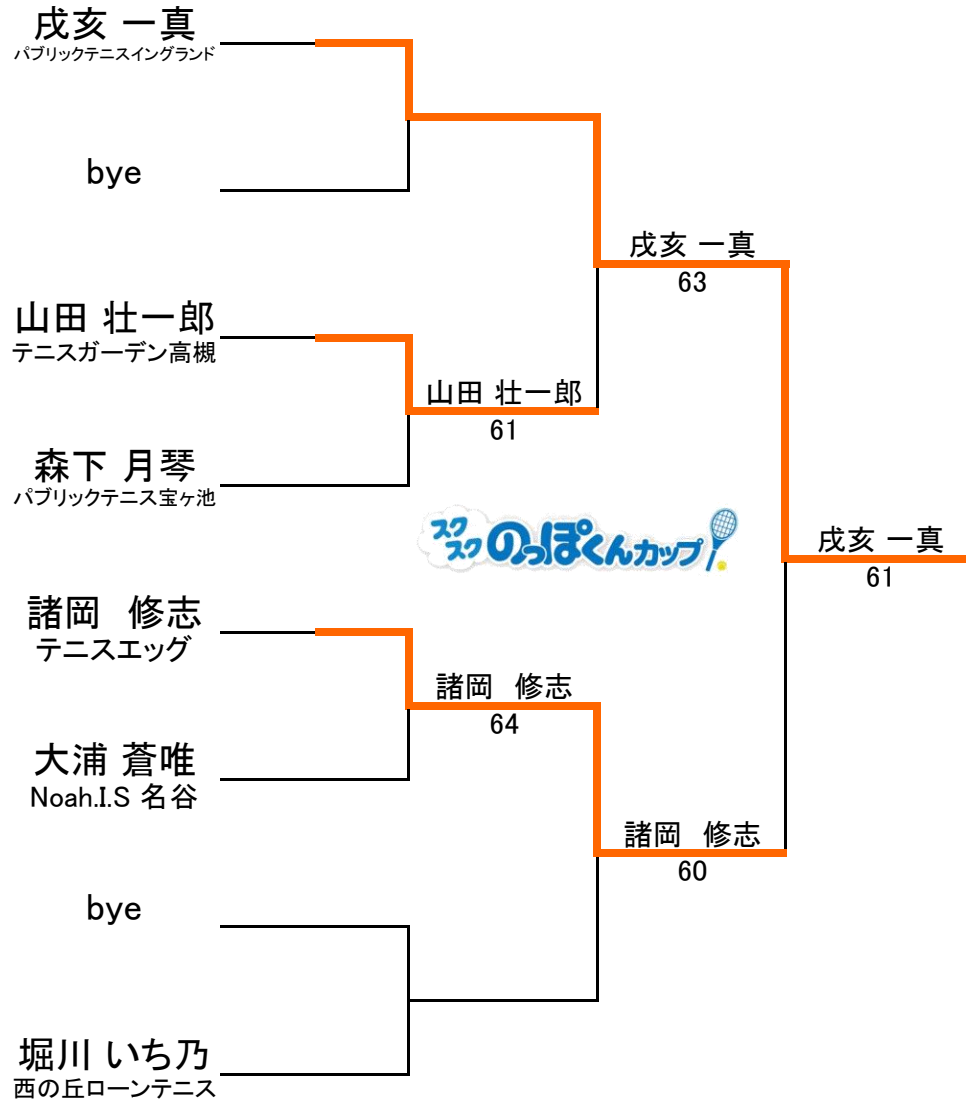 戌亥 一真
パブリックテニスイングランド
bye
戌亥 一真
63
山田 壮一郎
テニスガーデン高槻
山田 壮一郎
61
森下 月琴
パブリックテニス宝ヶ池
スク
スク
のっぽくんカップ
戌亥 一真
61
諸岡　修志
テニスエッグ
諸岡　修志
64
大浦 蒼唯
Noah.I.S 名谷
諸岡　修志
60
bye
堀川 いち乃
西の丘ローンテニス